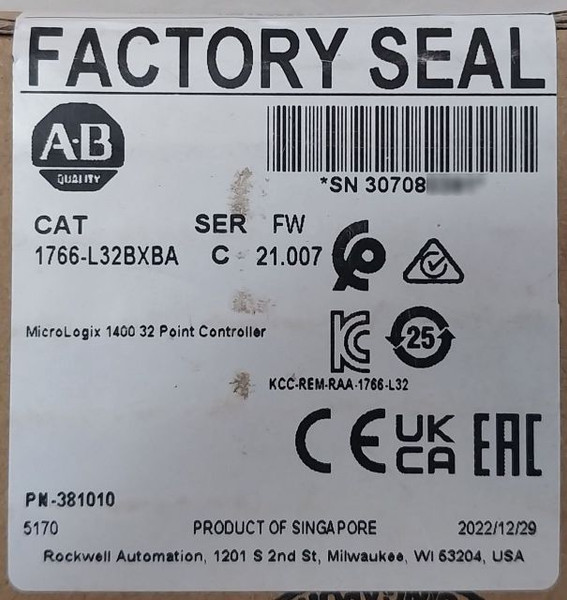 FACTORY SEAL
A·B
QUALITY
*SN 30708
CAT SER FW
1766-L32BXBA C 21.007
MicroLogix 1400 32 Point Controller
25
KCC-REM-RAA-1766-L32
CE UK CA EAC
PN-381010
5170 PRODUCT OF SINGAPORE 2022/12/29
Rockwell Automation, 1201 S 2nd St, Milwaukee, WI 53204, USA